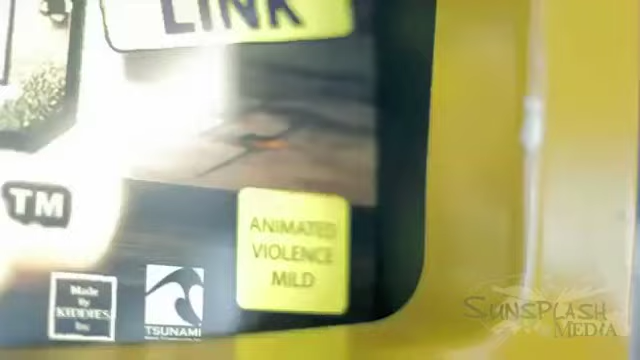 LINK
TM
ANIMATED
VIOLENCE
MILD
Made
By
KIDDIES
Inc
TSUNAMI
SUNSPLASH
MEDIA